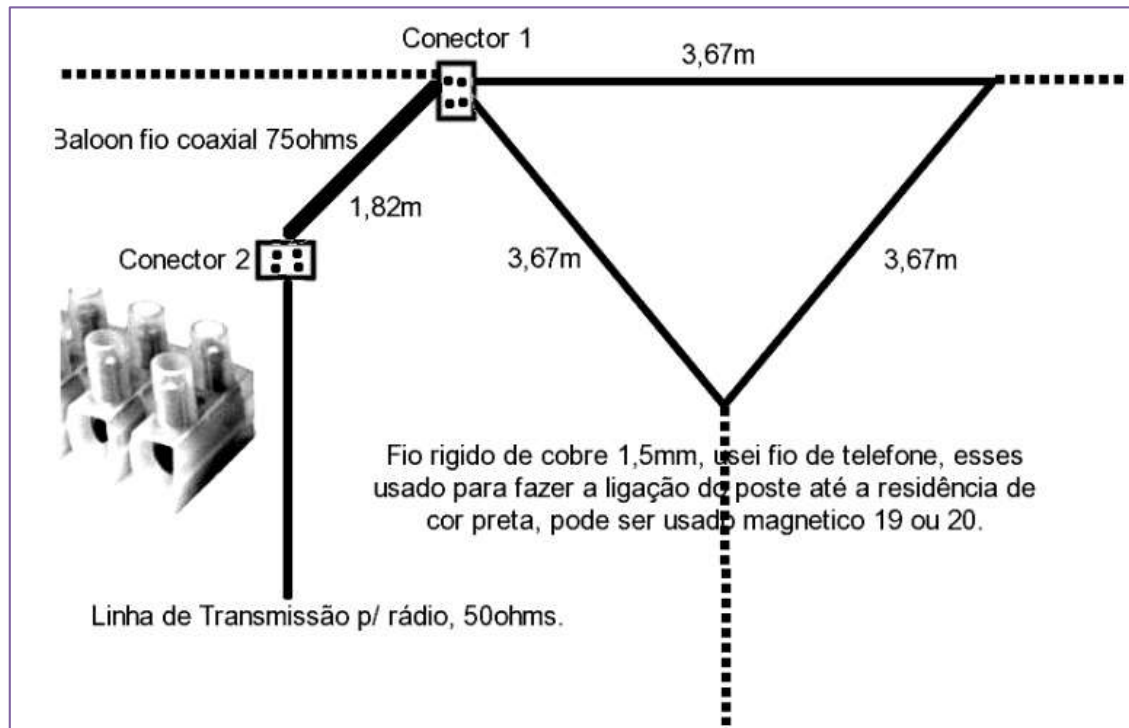 Conector 1
3,67m
Baloon fio coaxial 75ohms
1,82m
Conector 2
3,67m
3,67m
Fio rigido de cobre 1,5mm, usei fio de telefone, esses
usado para fazer a ligação do poste até a residência de
cor preta, pode ser usado magnetico 19 ou 20.
Linha de Transmissão p/ rádio, 50ohms.